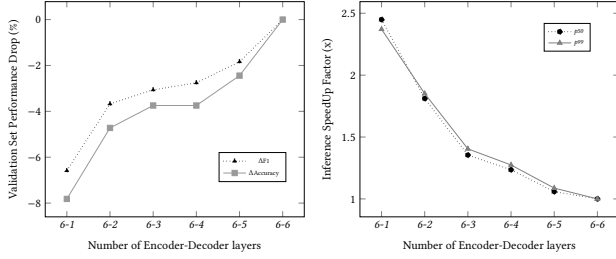 Validation Set Performance Drop (%)
0
−2
−4
−6
−8
6-1
6-2
6-3
6-4
6-5
6-6
Number of Encoder-Decoder layers
ΔF1
ΔAccuracy
Inference SpeedUp Factor (x)
2.5
2
1.5
1
6-1
6-2
6-3
6-4
6-5
6-6
Number of Encoder-Decoder layers
p50
p99